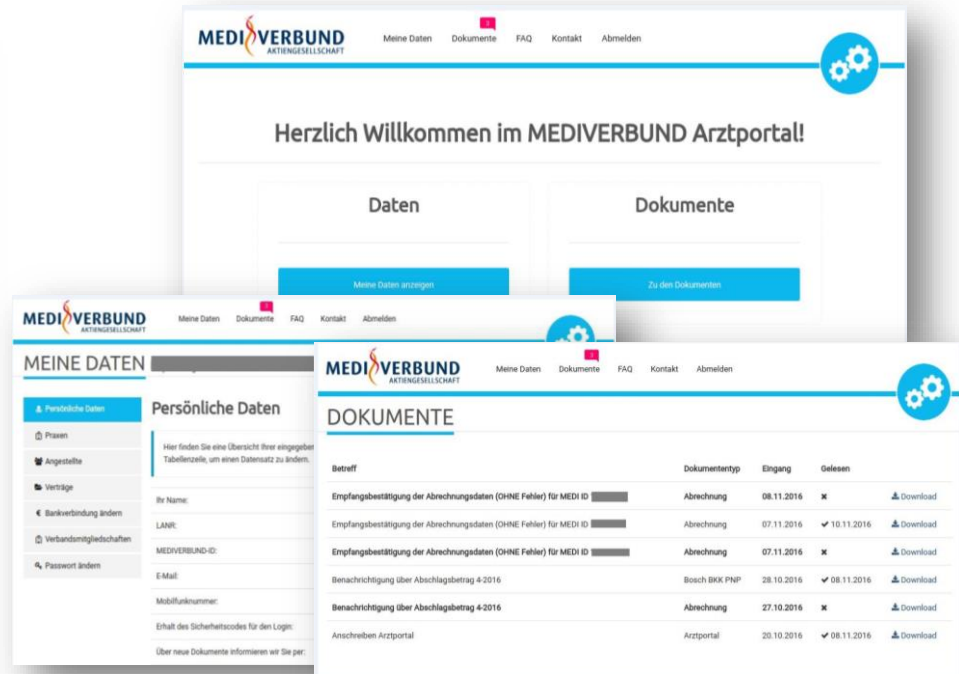 3
MEDIVERBUND
AKTIENGESELLSCHAFT
Meine Daten Dokumente FAQ Kontakt Abmelden
Herzlich Willkommen im MEDIVERBUND Arztportal!
Daten Dokumente
Meine Daten anzeigen Zu den Dokumenten
MEDIVERBUND
AKTIENGESELLSCHAFT
Meine Daten Dokumente FAQ Kontakt Abmelden
MEINE DATEN
Persönliche Daten
Praxen
Angestellte
Verträge
€ Bankverbindung ändern
Verbandsmitgliedschaften
Passwort ändern
Persönliche Daten
Hier finden Sie eine Übersicht Ihrer eingegeben
Tabellenzeile, um einen Datensatz zu ändern.
Ihr Name:
LANR:
MEDIVERBUND-ID:
E-Mail:
Mobilfunknummer:
Erhalt des Sicherheitscodes für den Login:
Über neue Dokumente informieren wir Sie per:
3
MEDIVERBUND
AKTIENGESELLSCHAFT
Meine Daten Dokumente FAQ Kontakt Abmelden
DOKUMENTE
Betreff Dokumententyp Eingang Gelesen
Empfangsbestätigung der Abrechnungsdaten (OHNE Fehler) für MEDI ID Abrechnung 08.11.2016 ✖ Download
Empfangsbestätigung der Abrechnungsdaten (OHNE Fehler) für MEDI ID Abrechnung 07.11.2016 ✔ 10.11.2016 Download
Empfangsbestätigung der Abrechnungsdaten (OHNE Fehler) für MEDI ID Abrechnung 07.11.2016 ✖ Download
Benachrichtigung über Abschlagsbetrag 4-2016 Bosch BKK PNP 28.10.2016 ✔ 08.11.2016 Download
Benachrichtigung über Abschlagsbetrag 4-2016 Abrechnung 27.10.2016 ✖ Download
Anschreiben Arztportal Arztportal 20.10.2016 ✔ 08.11.2016 Download